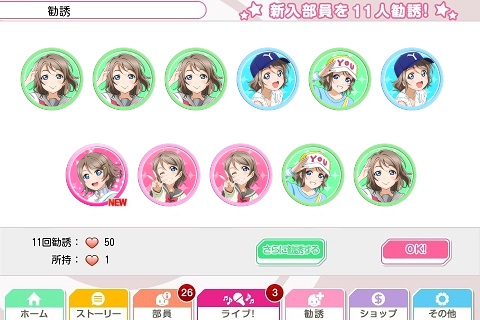 勧誘
新入部員を11人勧誘!
YOU
NEW
YOU
11回勧誘: 50
所持: 1
さらに勧誘する
OK!
26
3
ホーム
ストーリー
部員
ライブ!
勧誘
ショップ
その他